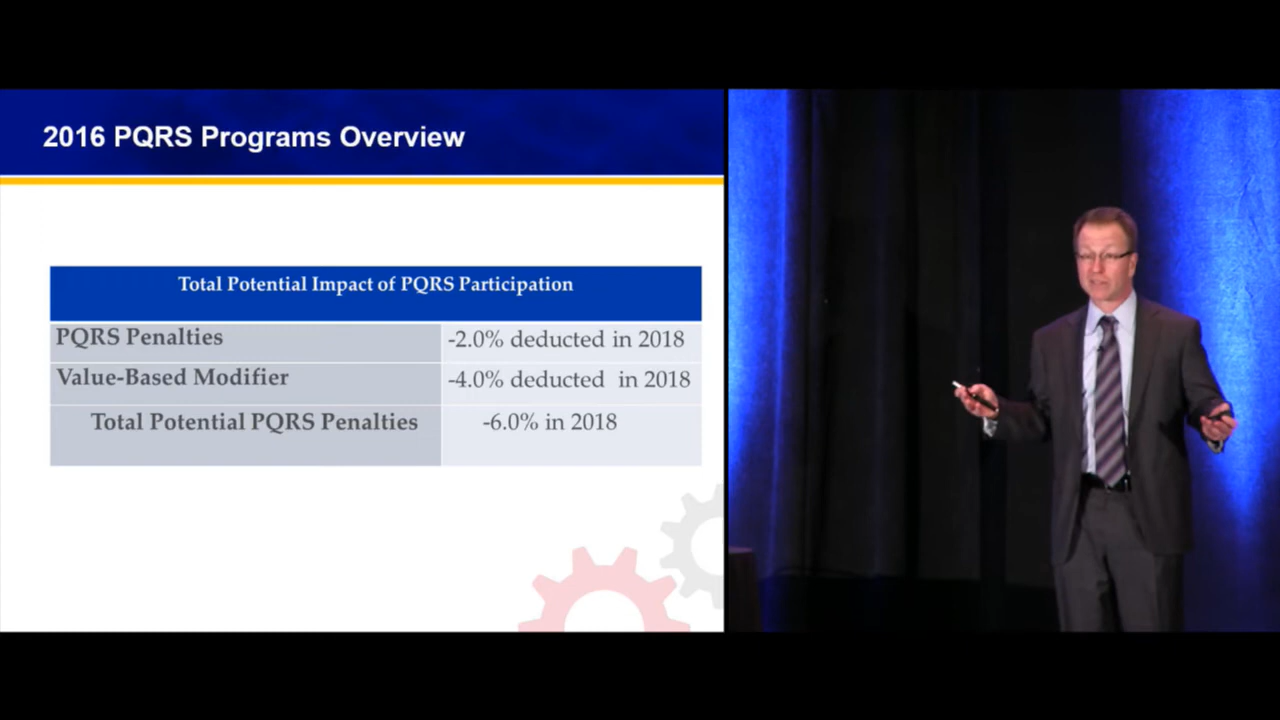 2016 PQRS Programs Overview
Total Potential Impact of PQRS Participation
PQRS Penalties
-2.0% deducted in 2018
Value-Based Modifier
-4.0% deducted in 2018
Total Potential PQRS Penalties
-6.0% in 2018